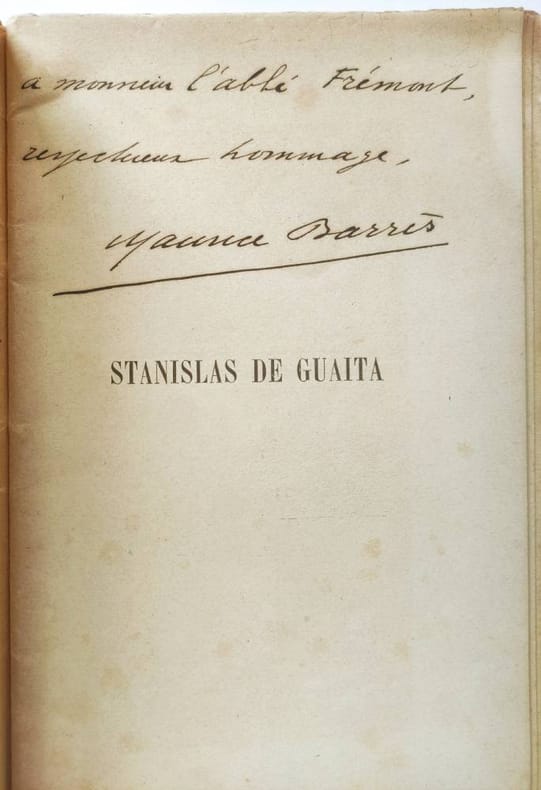 a monsieur l'abbé Frémont,
respectueux hommage,
Maurice Barrès
STANISLAS DE GUAITA